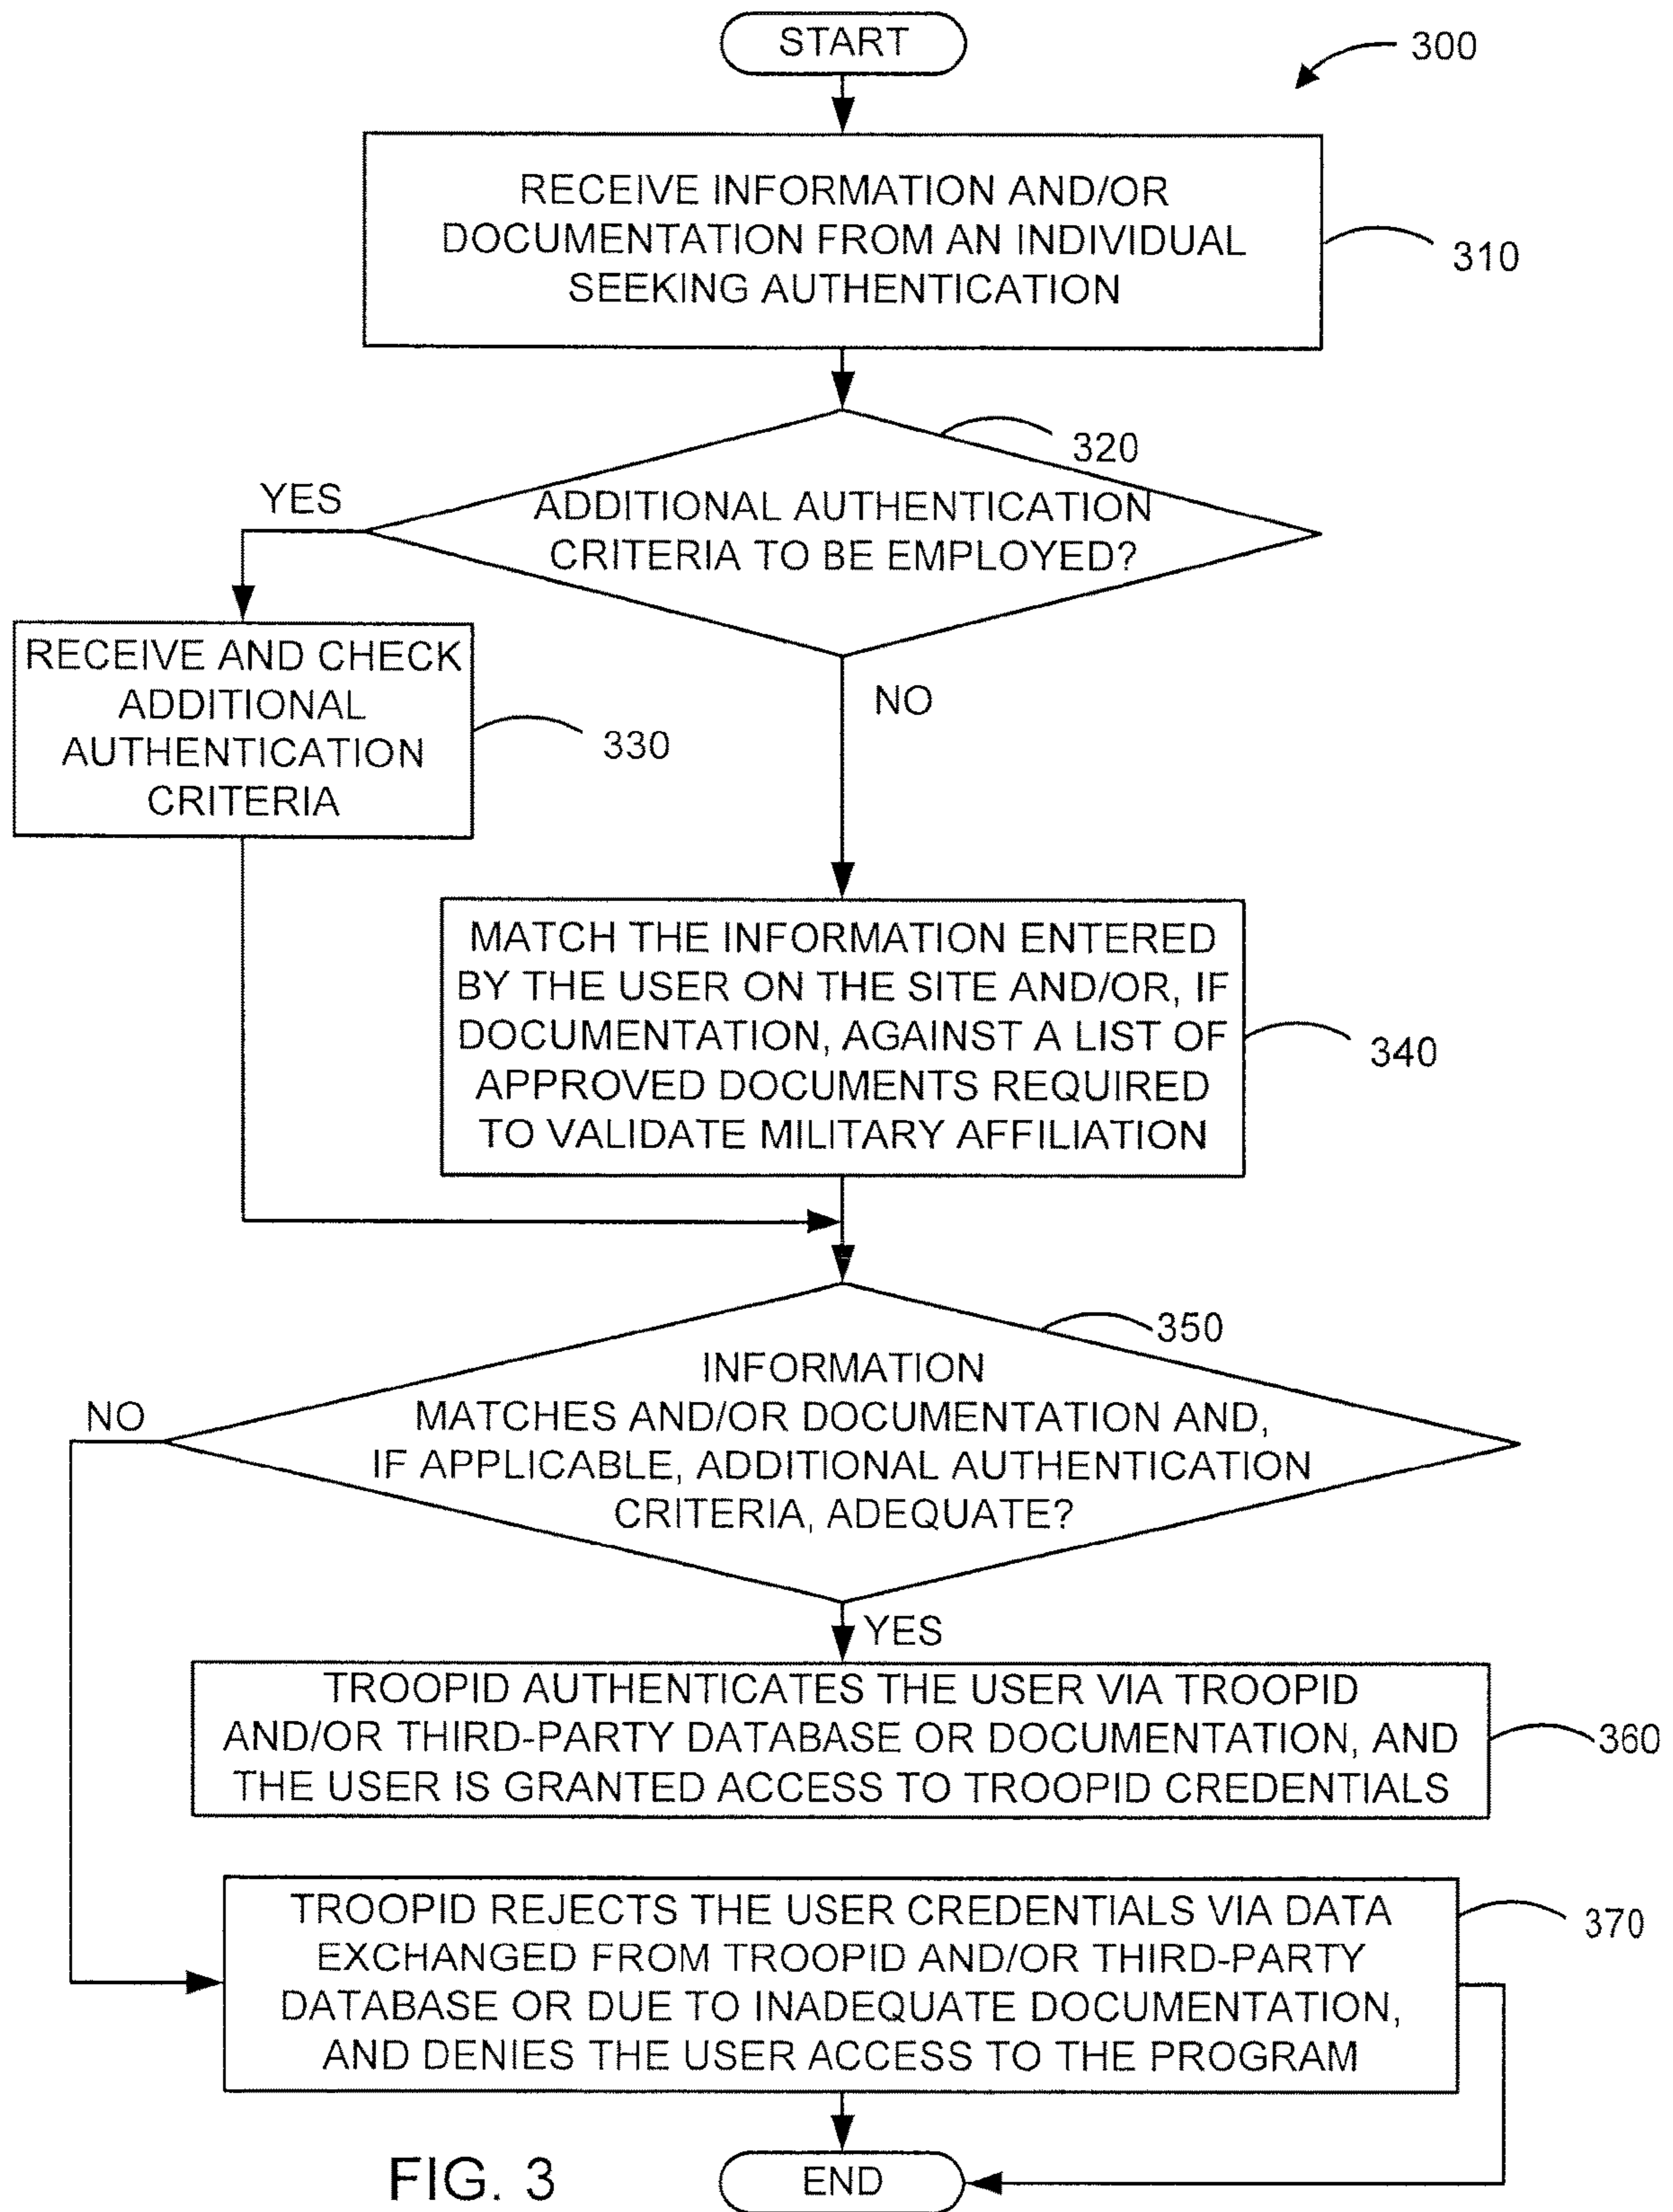 START
300
RECEIVE INFORMATION AND/OR
DOCUMENTATION FROM AN INDIVIDUAL
SEEKING AUTHENTICATION
310
320
YES
ADDITIONAL AUTHENTICATION
CRITERIA TO BE EMPLOYED?
RECEIVE AND CHECK
ADDITIONAL
AUTHENTICATION
CRITERIA
330
NO
MATCH THE INFORMATION ENTERED
BY THE USER ON THE SITE AND/OR, IF
DOCUMENTATION, AGAINST A LIST OF
APPROVED DOCUMENTS REQUIRED
TO VALIDATE MILITARY AFFILIATION
340
350
INFORMATION
MATCHES AND/OR DOCUMENTATION AND,
IF APPLICABLE, ADDITIONAL AUTHENTICATION
CRITERIA, ADEQUATE?
NO
YES
TROOPID AUTHENTICATES THE USER VIA TROOPID
AND/OR THIRD-PARTY DATABASE OR DOCUMENTATION, AND
THE USER IS GRANTED ACCESS TO TROOPID CREDENTIALS
360
TROOPID REJECTS THE USER CREDENTIALS VIA DATA
EXCHANGED FROM TROOPID AND/OR THIRD-PARTY
DATABASE OR DUE TO INADEQUATE DOCUMENTATION,
AND DENIES THE USER ACCESS TO THE PROGRAM
370
FIG. 3
END